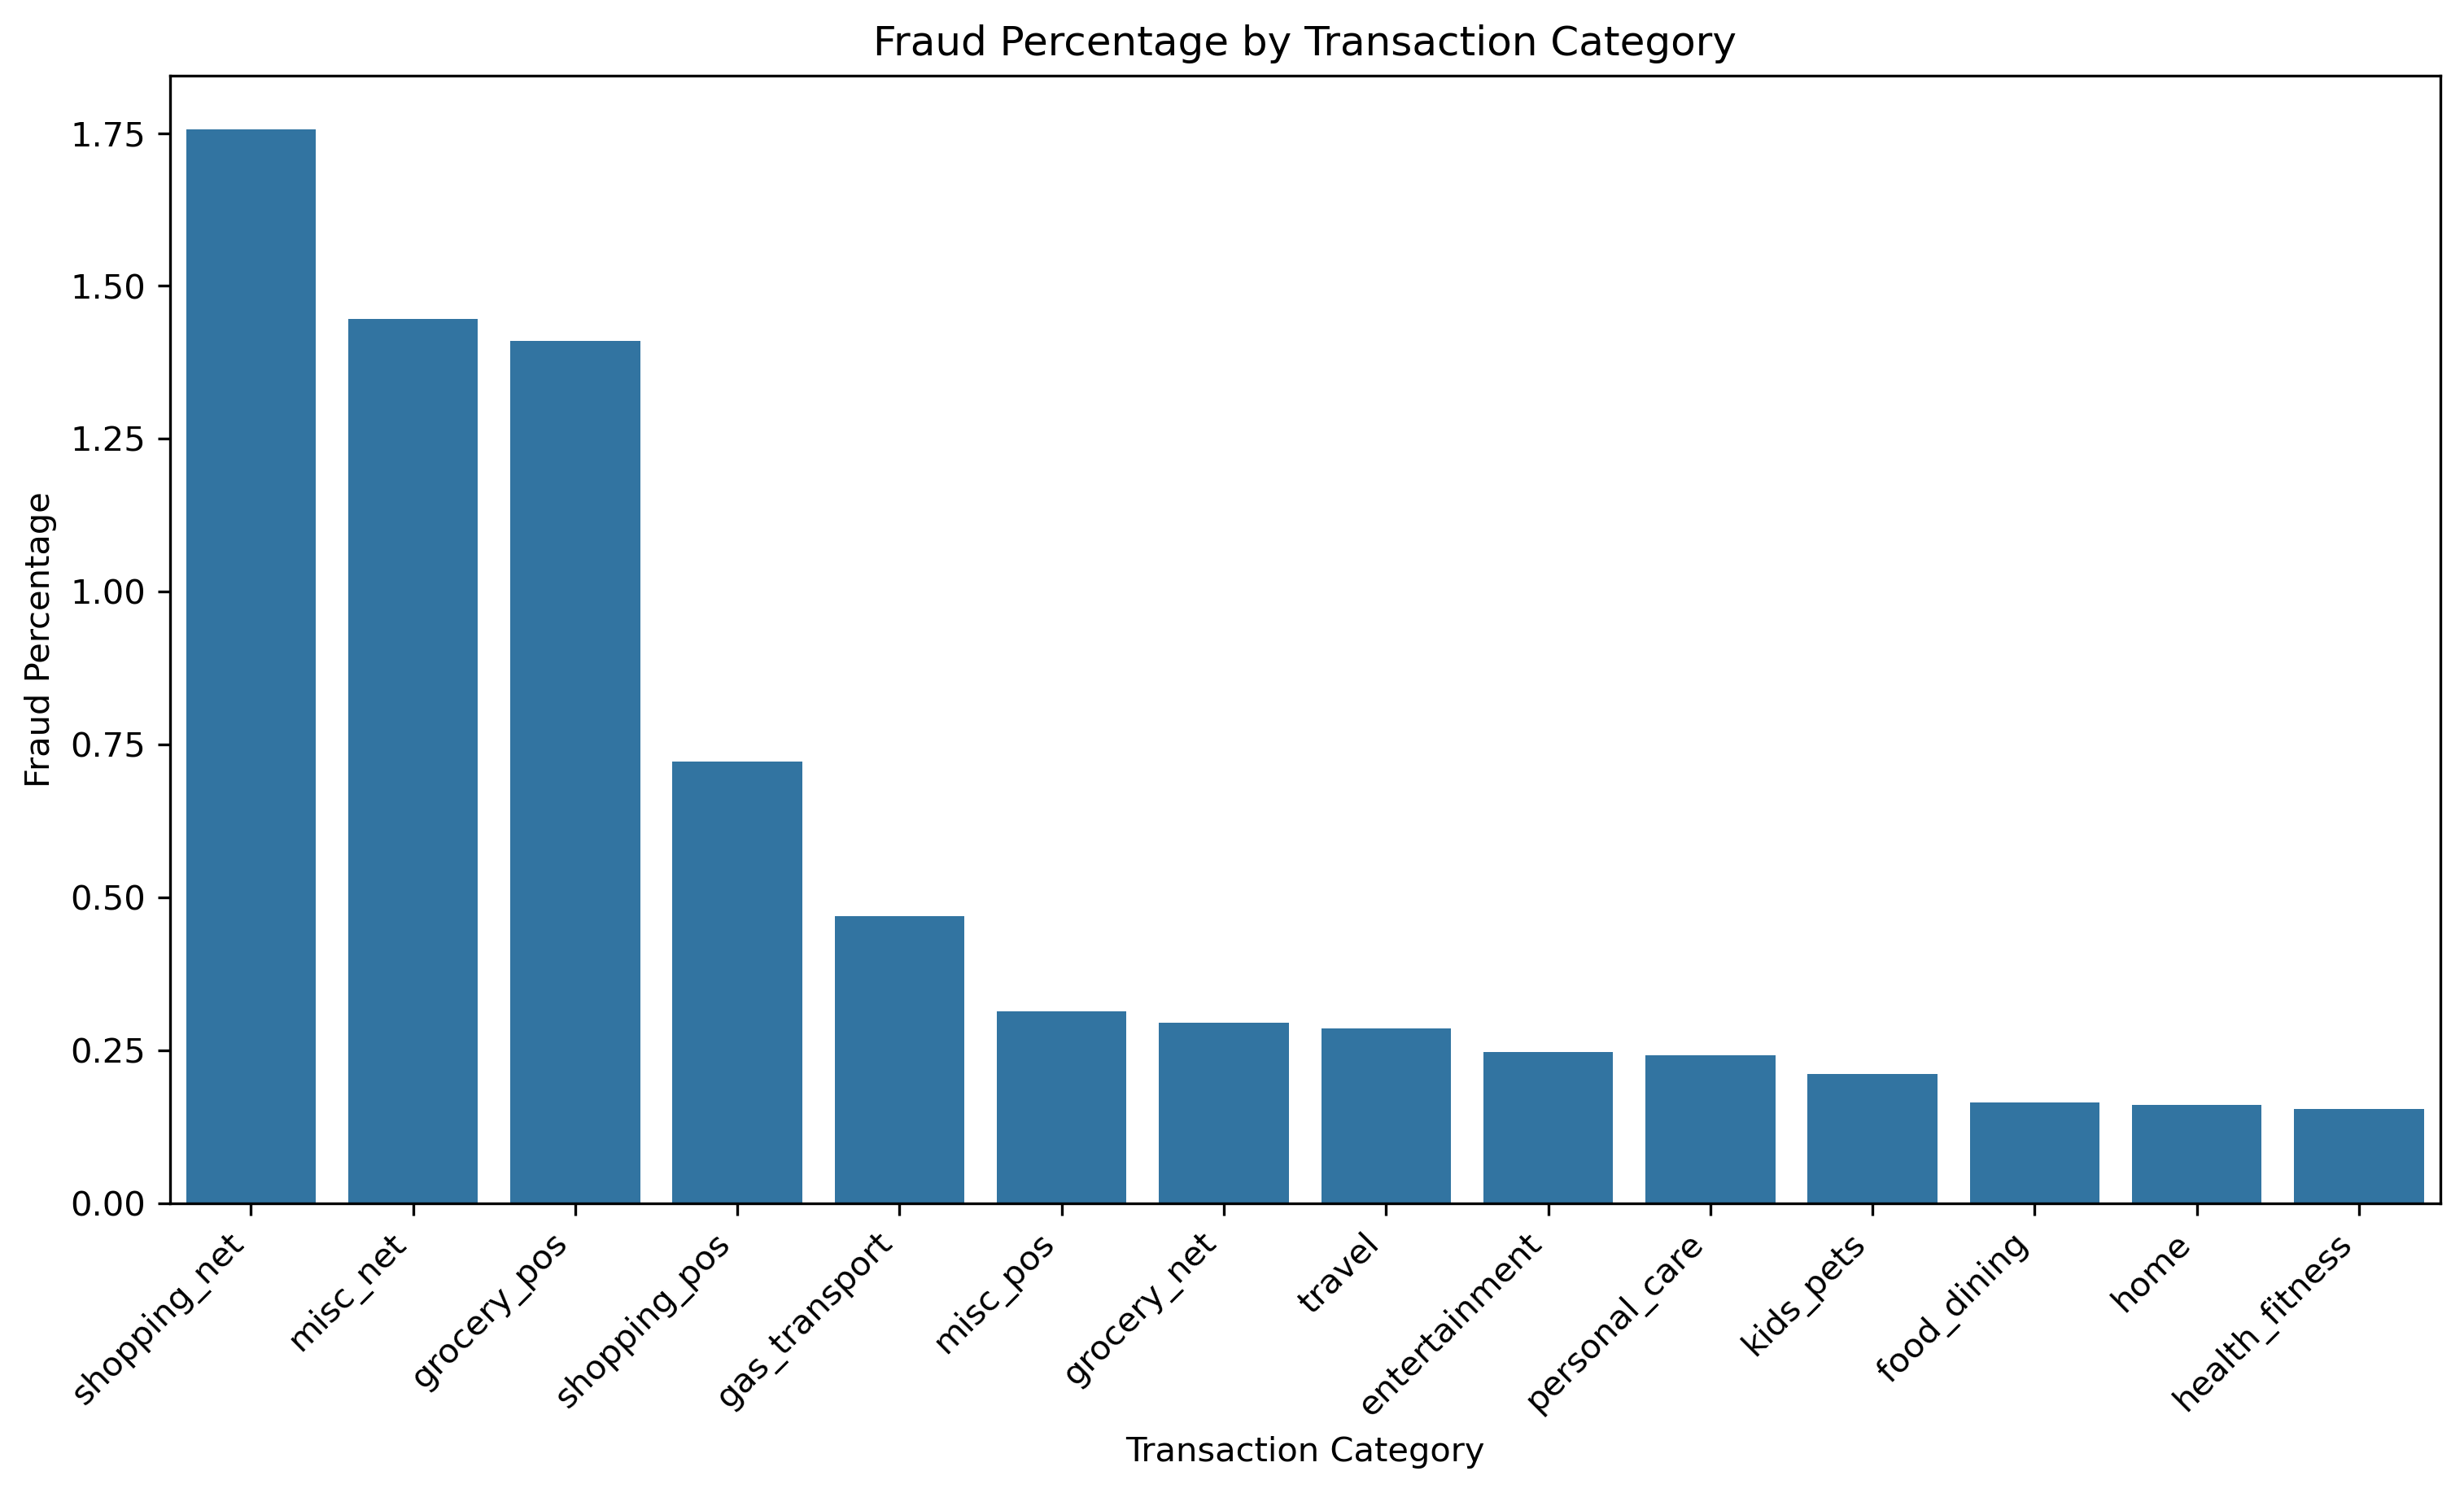 Fraud Percentage by Transaction Category
Fraud Percentage
1.75
1.50
1.25
1.00
0.75
0.50
0.25
0.00
shopping_net
misc_net
grocery_pos
shopping_pos
gas_transport
misc_pos
grocery_net
travel
entertainment
personal_care
kids_pets
food_dining
home
health_fitness
Transaction Category